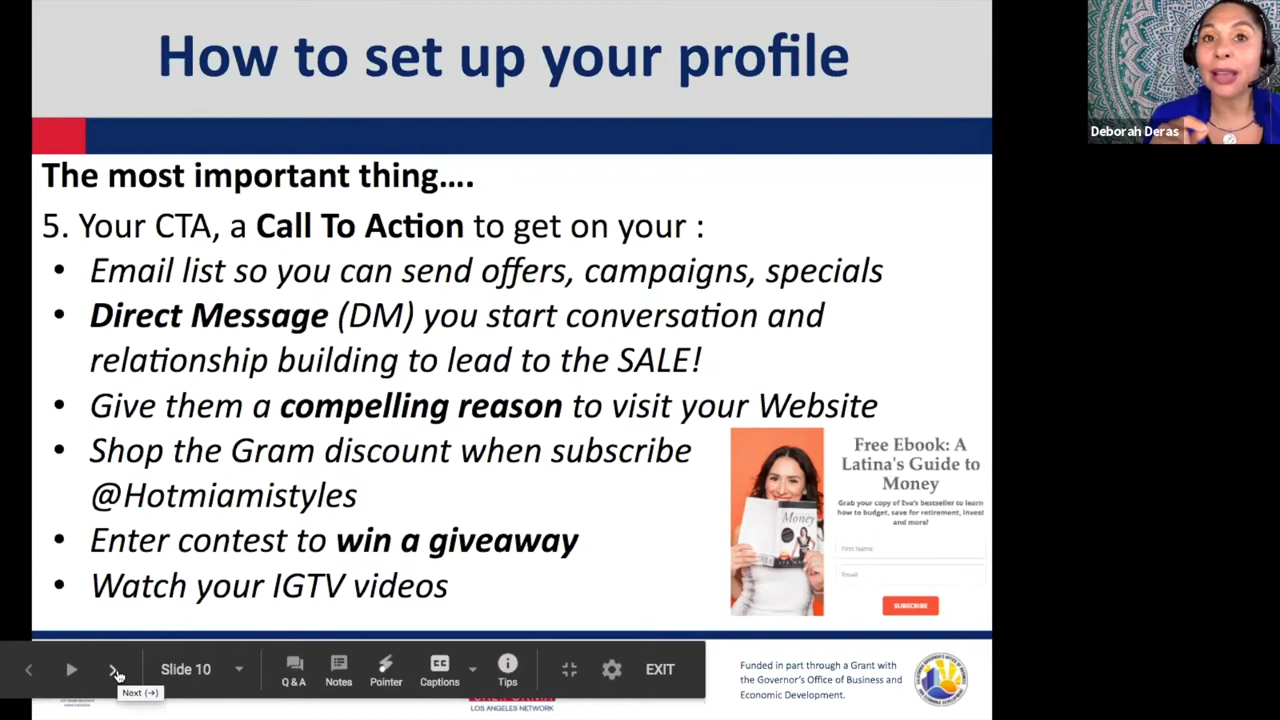 How to set up your profile
Deborah Deras
The most important thing....
5. Your CTA, a Call To Action to get on your :
• Email list so you can send offers, campaigns, specials
• Direct Message (DM) you start conversation and
relationship building to lead to the SALE!
• Give them a compelling reason to visit your Website
• Shop the Gram discount when subscribe
@Hotmiamistyles
• Enter contest to win a giveaway
• Watch your IGTV videos
Money
Free Ebook: A
Latina's Guide to
Money
Grab your copy of Eva's bestseller to learn
how to budget, save for retirement, invest
and more!
First Name
Email
SUBSCRIBE
Slide 10
Q & A
Notes
Pointer
CC
Captions
Tips
EXIT
Next (→)
LOS ANGELES NETWORK
Funded in part through a Grant with
the Governor's Office of Business and
Economic Development.